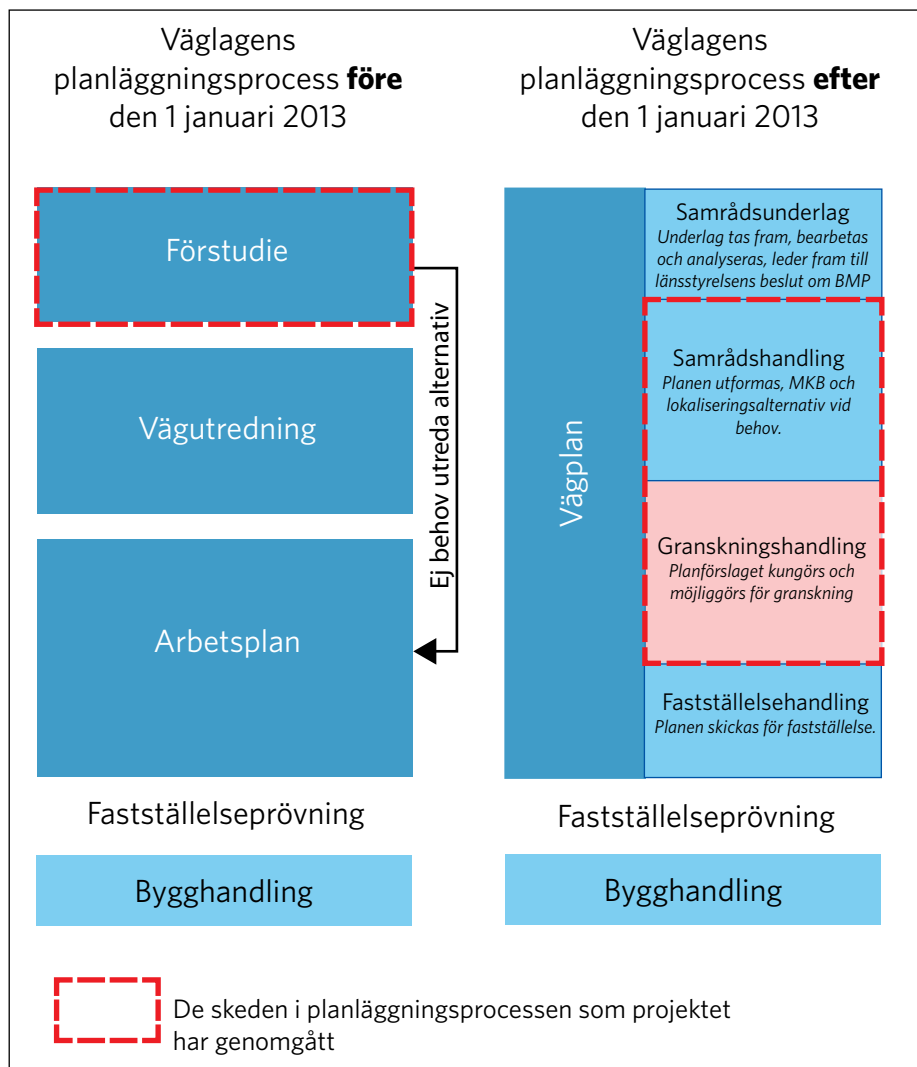 Väglagens
planläggningsprocess före
den 1 januari 2013
Förstudie
Vägutredning
Arbetsplan
Ej behov utreda alternativ
Fastställelseprövning
Bygghandling
Väglagens
planläggningsprocess efter
den 1 januari 2013
Vägplan
Samrådsunderlag
Underlag tas fram, bearbetas
och analyseras, leder fram till
länsstyrelsens beslut om BMP
Samrådshandling
Planen utformas, MKB och
lokaliseringsalternativ vid
behov.
Granskningshandling
Planförslaget kungörs och
möjliggörs för granskning
Fastställelsehandling
Planen skickas för fastställelse.
Fastställelseprövning
Bygghandling
De skeden i planläggningsprocessen som projektet
har genomgått